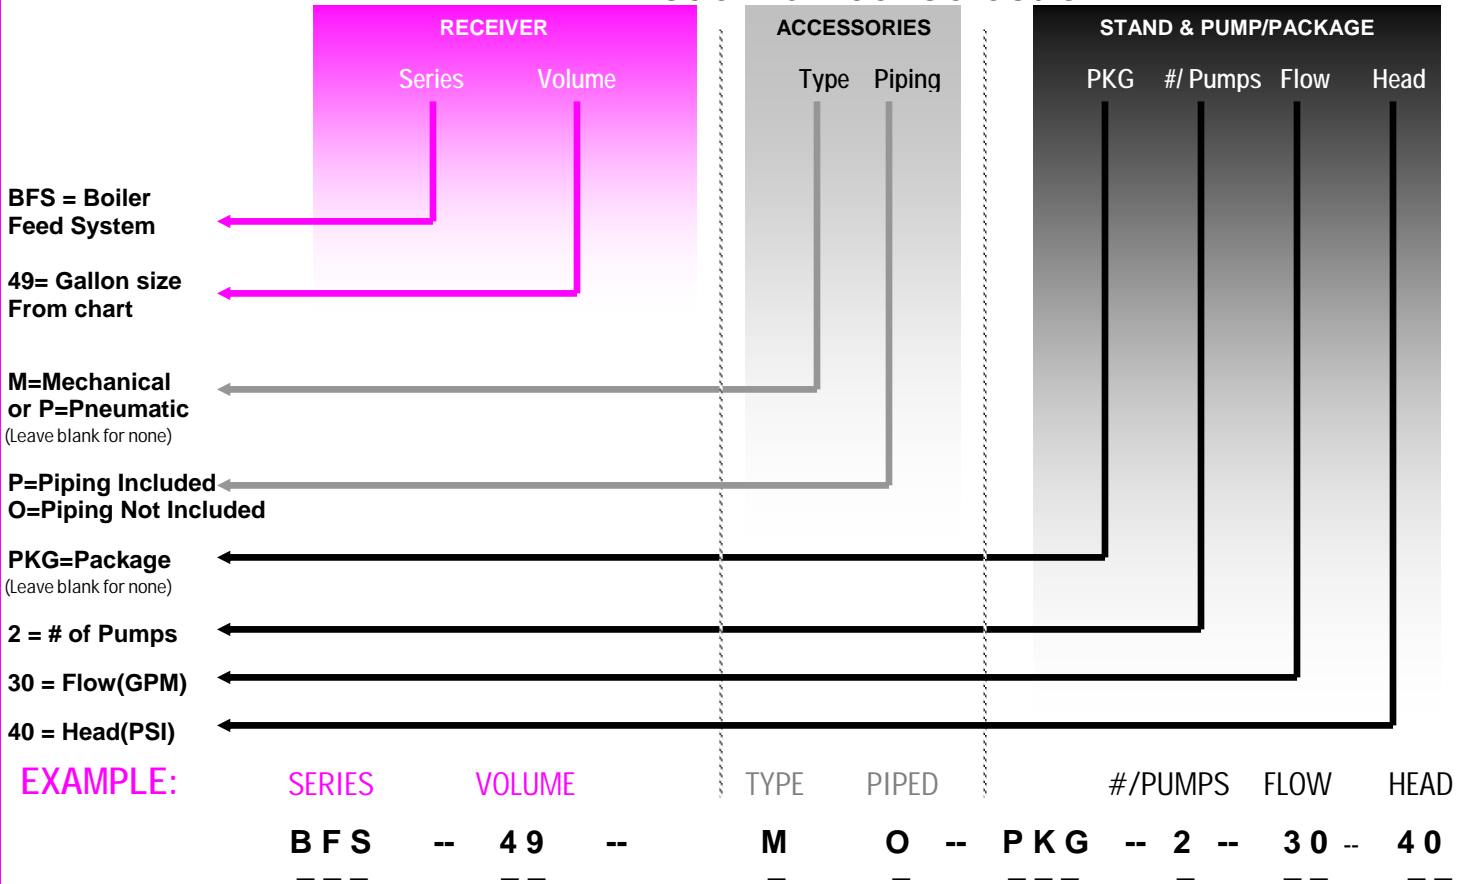 RECEIVER ACCESSORIES STAND & PUMP/PACKAGE
Series Volume Type Piping PKG #/ Pumps Flow Head
BFS = Boiler
Feed System
49= Gallon size
From chart
M=Mechanical
or P=Pneumatic
(Leave blank for none)
P=Piping Included
O=Piping Not Included
PKG=Package
(Leave blank for none)
2 = # of Pumps
30 = Flow(GPM)
40 = Head(PSI)
EXAMPLE: SERIES VOLUME TYPE PIPED #/PUMPS FLOW HEAD
BFS -- 49 -- M O -- PKG -- 2 -- 30 -- 40
_ _ _ _ _ _ _ _ _ _ _ _ _ _ _